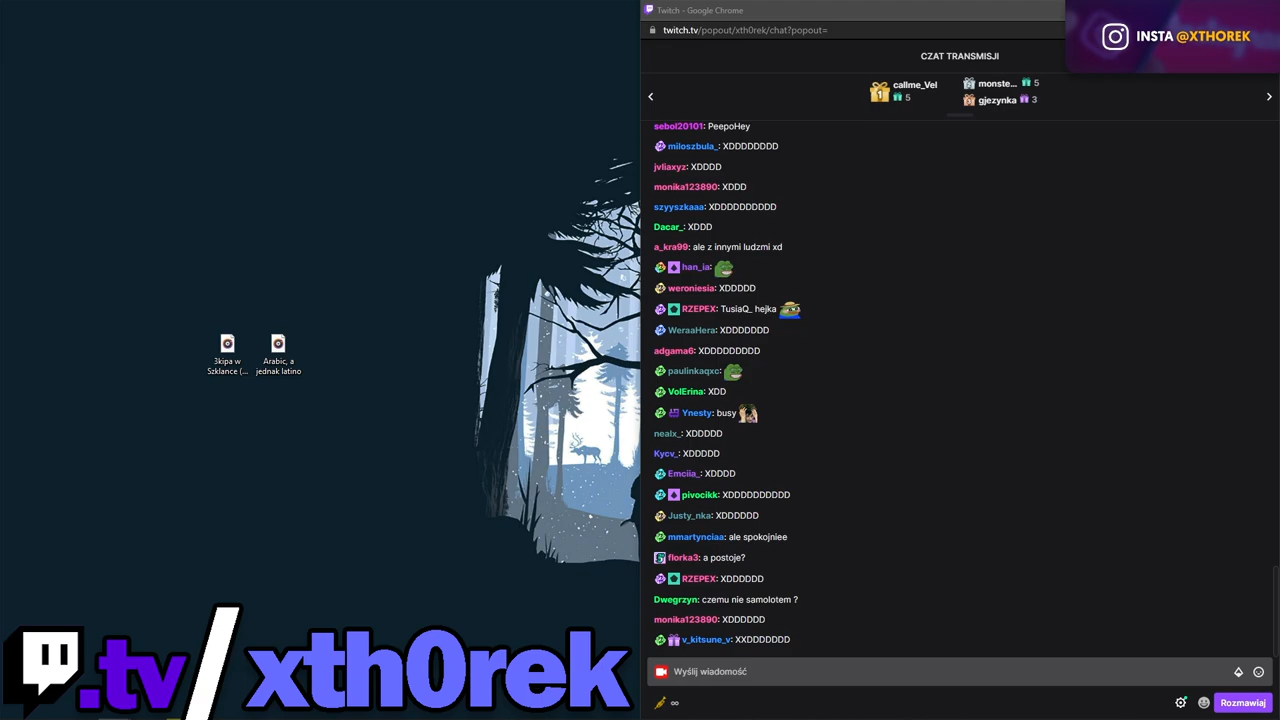 Twitch - Google Chrome
twitch.tv/popout/xth0rek/chat?popout=
INSTA @XTHOREK
CZAT TRANSMISJI
callme_Vel
5
monste... 5
gjezynka 3
sebol20101: PeepoHey
miloszbula_: XDDDDDDDD
jvliaxyz: XDDDD
monika123890: XDDD
szyyszkaaa: XDDDDDDDDDD
Dacar_: XDDD
a_kra99: ale z innymi ludzmi xd
han_ia:
weroniesia: XDDDDD
RZEPEX: TusiaQ_ hejka
WeraaHera: XDDDDDDD
adgama6: XDDDDDDDDD
paulinkaqxc:
VolErina: XDD
Ynesty: busy
nealx_: XDDDDD
Kycv_: XDDDDD
Emciia_: XDDDD
pivocikk: XDDDDDDDDDD
Justy_nka: XDDDDDD
mmartynciaa: ale spokojniee
florka3: a postoje?
RZEPEX: XDDDDDD
Dwegrzyn: czemu nie samolotem ?
monika123890: XDDDDDD
v_kitsune_v: XXDDDDDDD
Wyślij wiadomość
∞
Rozmawiaj
3kipa w
Szklance (...
Arabic, a
jednak latino
.tv/xth0rek